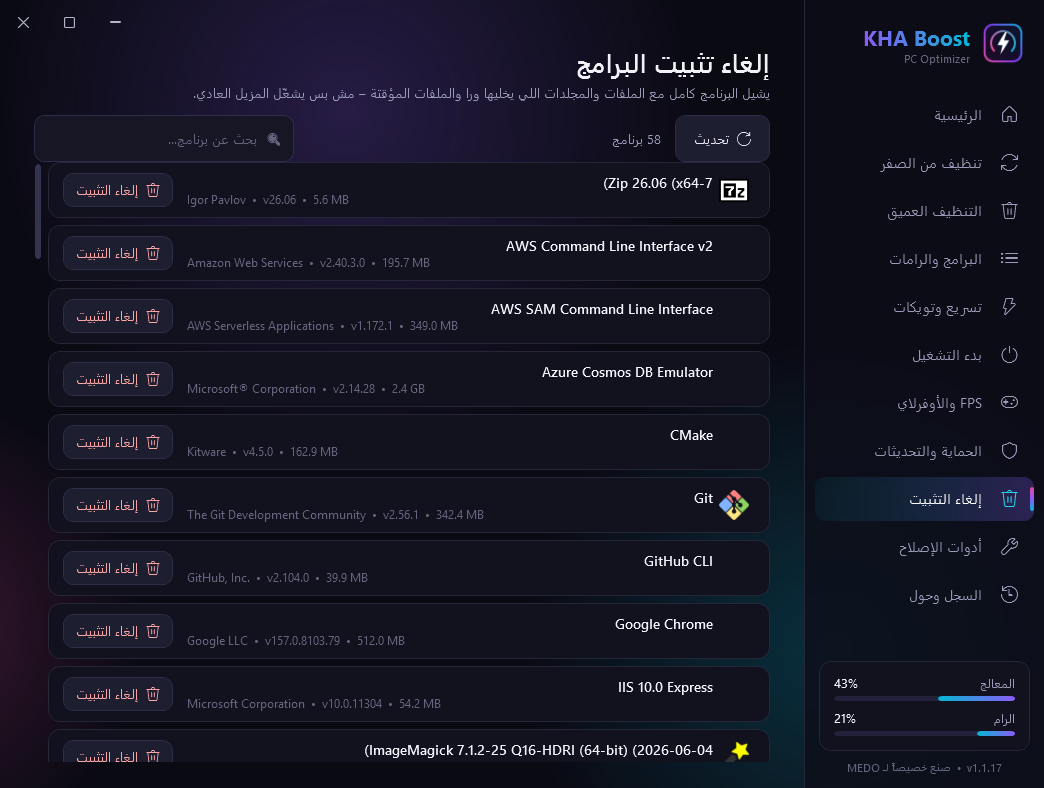 KHA Boost
PC Optimizer
الرئيسية
تنظيف من الصفر
التنظيف العميق
البرامج والرامات
تسريع وتويكات
بدء التشغيل
FPS والأوفرلاي
الحماية والتحديثات
إلغاء التثبيت
أدوات الإصلاح
السجل وحول
المعالج 43%
الرام 21%
v1.1.17 • صنع خصيصاً لـ MEDO
إلغاء تثبيت البرامج
يشيل البرنامج كامل مع الملفات والمجلدات اللي يخليها ورا والملفات المؤقتة – مش بس يشغّل المزيل العادي.
تحديث
58 برنامج
بحث عن برنامج...
(Zip 26.06 (x64-7
Igor Pavlov • v26.06 • 5.6 MB
إلغاء التثبيت
AWS Command Line Interface v2
Amazon Web Services • v2.40.3.0 • 195.7 MB
إلغاء التثبيت
AWS SAM Command Line Interface
AWS Serverless Applications • v1.172.1 • 349.0 MB
إلغاء التثبيت
Azure Cosmos DB Emulator
Microsoft® Corporation • v2.14.28 • 2.4 GB
إلغاء التثبيت
CMake
Kitware • v4.5.0 • 162.9 MB
إلغاء التثبيت
Git
The Git Development Community • v2.56.1 • 342.4 MB
إلغاء التثبيت
GitHub CLI
GitHub, Inc. • v2.104.0 • 39.9 MB
إلغاء التثبيت
Google Chrome
Google LLC • v157.0.8103.79 • 512.0 MB
إلغاء التثبيت
IIS 10.0 Express
Microsoft Corporation • v10.0.11304 • 54.2 MB
إلغاء التثبيت
(ImageMagick 7.1.2-25 Q16-HDRI (64-bit) (2026-06-04
إلغاء التثبيت